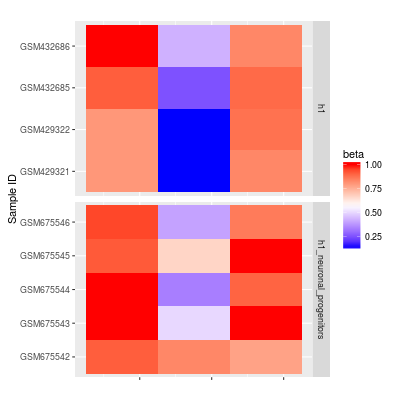 Sample ID
GSM432686
GSM432685
GSM429322
GSM429321
h1
GSM675546
GSM675545
GSM675544
GSM675543
GSM675542
h1_neuronal_progenitors
beta
1.00
0.75
0.50
0.25